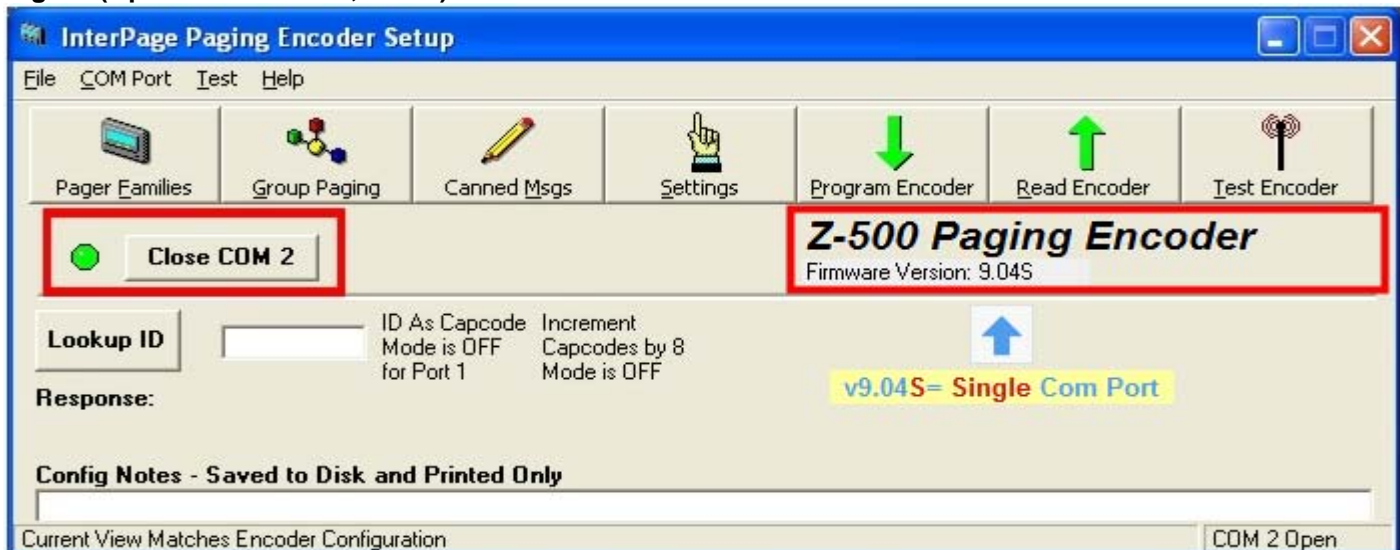 InterPage Paging Encoder Setup
File COM Port Test Help
Pager Families Group Paging Canned Msgs Settings Program Encoder Read Encoder Test Encoder
Close COM 2
Z-500 Paging Encoder
Firmware Version: 9.04S
Lookup ID
ID As Capcode
Mode is OFF
for Port 1
Increment
Capcodes by 8
Mode is OFF
v9.04S= Single Com Port
Response:
Config Notes - Saved to Disk and Printed Only
Current View Matches Encoder Configuration
COM 2 Open